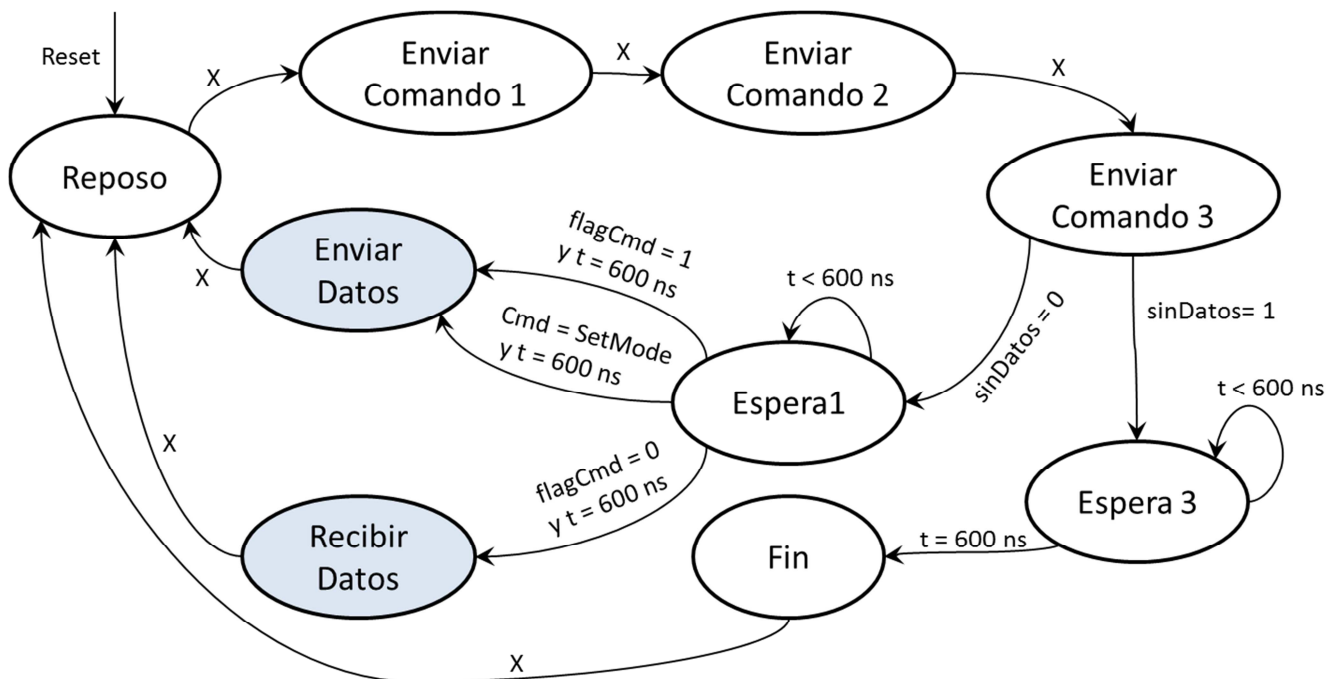 Reset
X
Enviar
Comando 1
X
Enviar
Comando 2
X
Reposo
Enviar
Comando 3
X
Enviar
Datos
flagCmd = 1
y t = 600 ns
Cmd = SetMode
y t = 600 ns
t < 600 ns
Espera1
sinDatos = 0
sinDatos= 1
t < 600 ns
Espera 3
X
flagCmd = 0
y t = 600 ns
Recibir
Datos
Fin
t = 600 ns
X